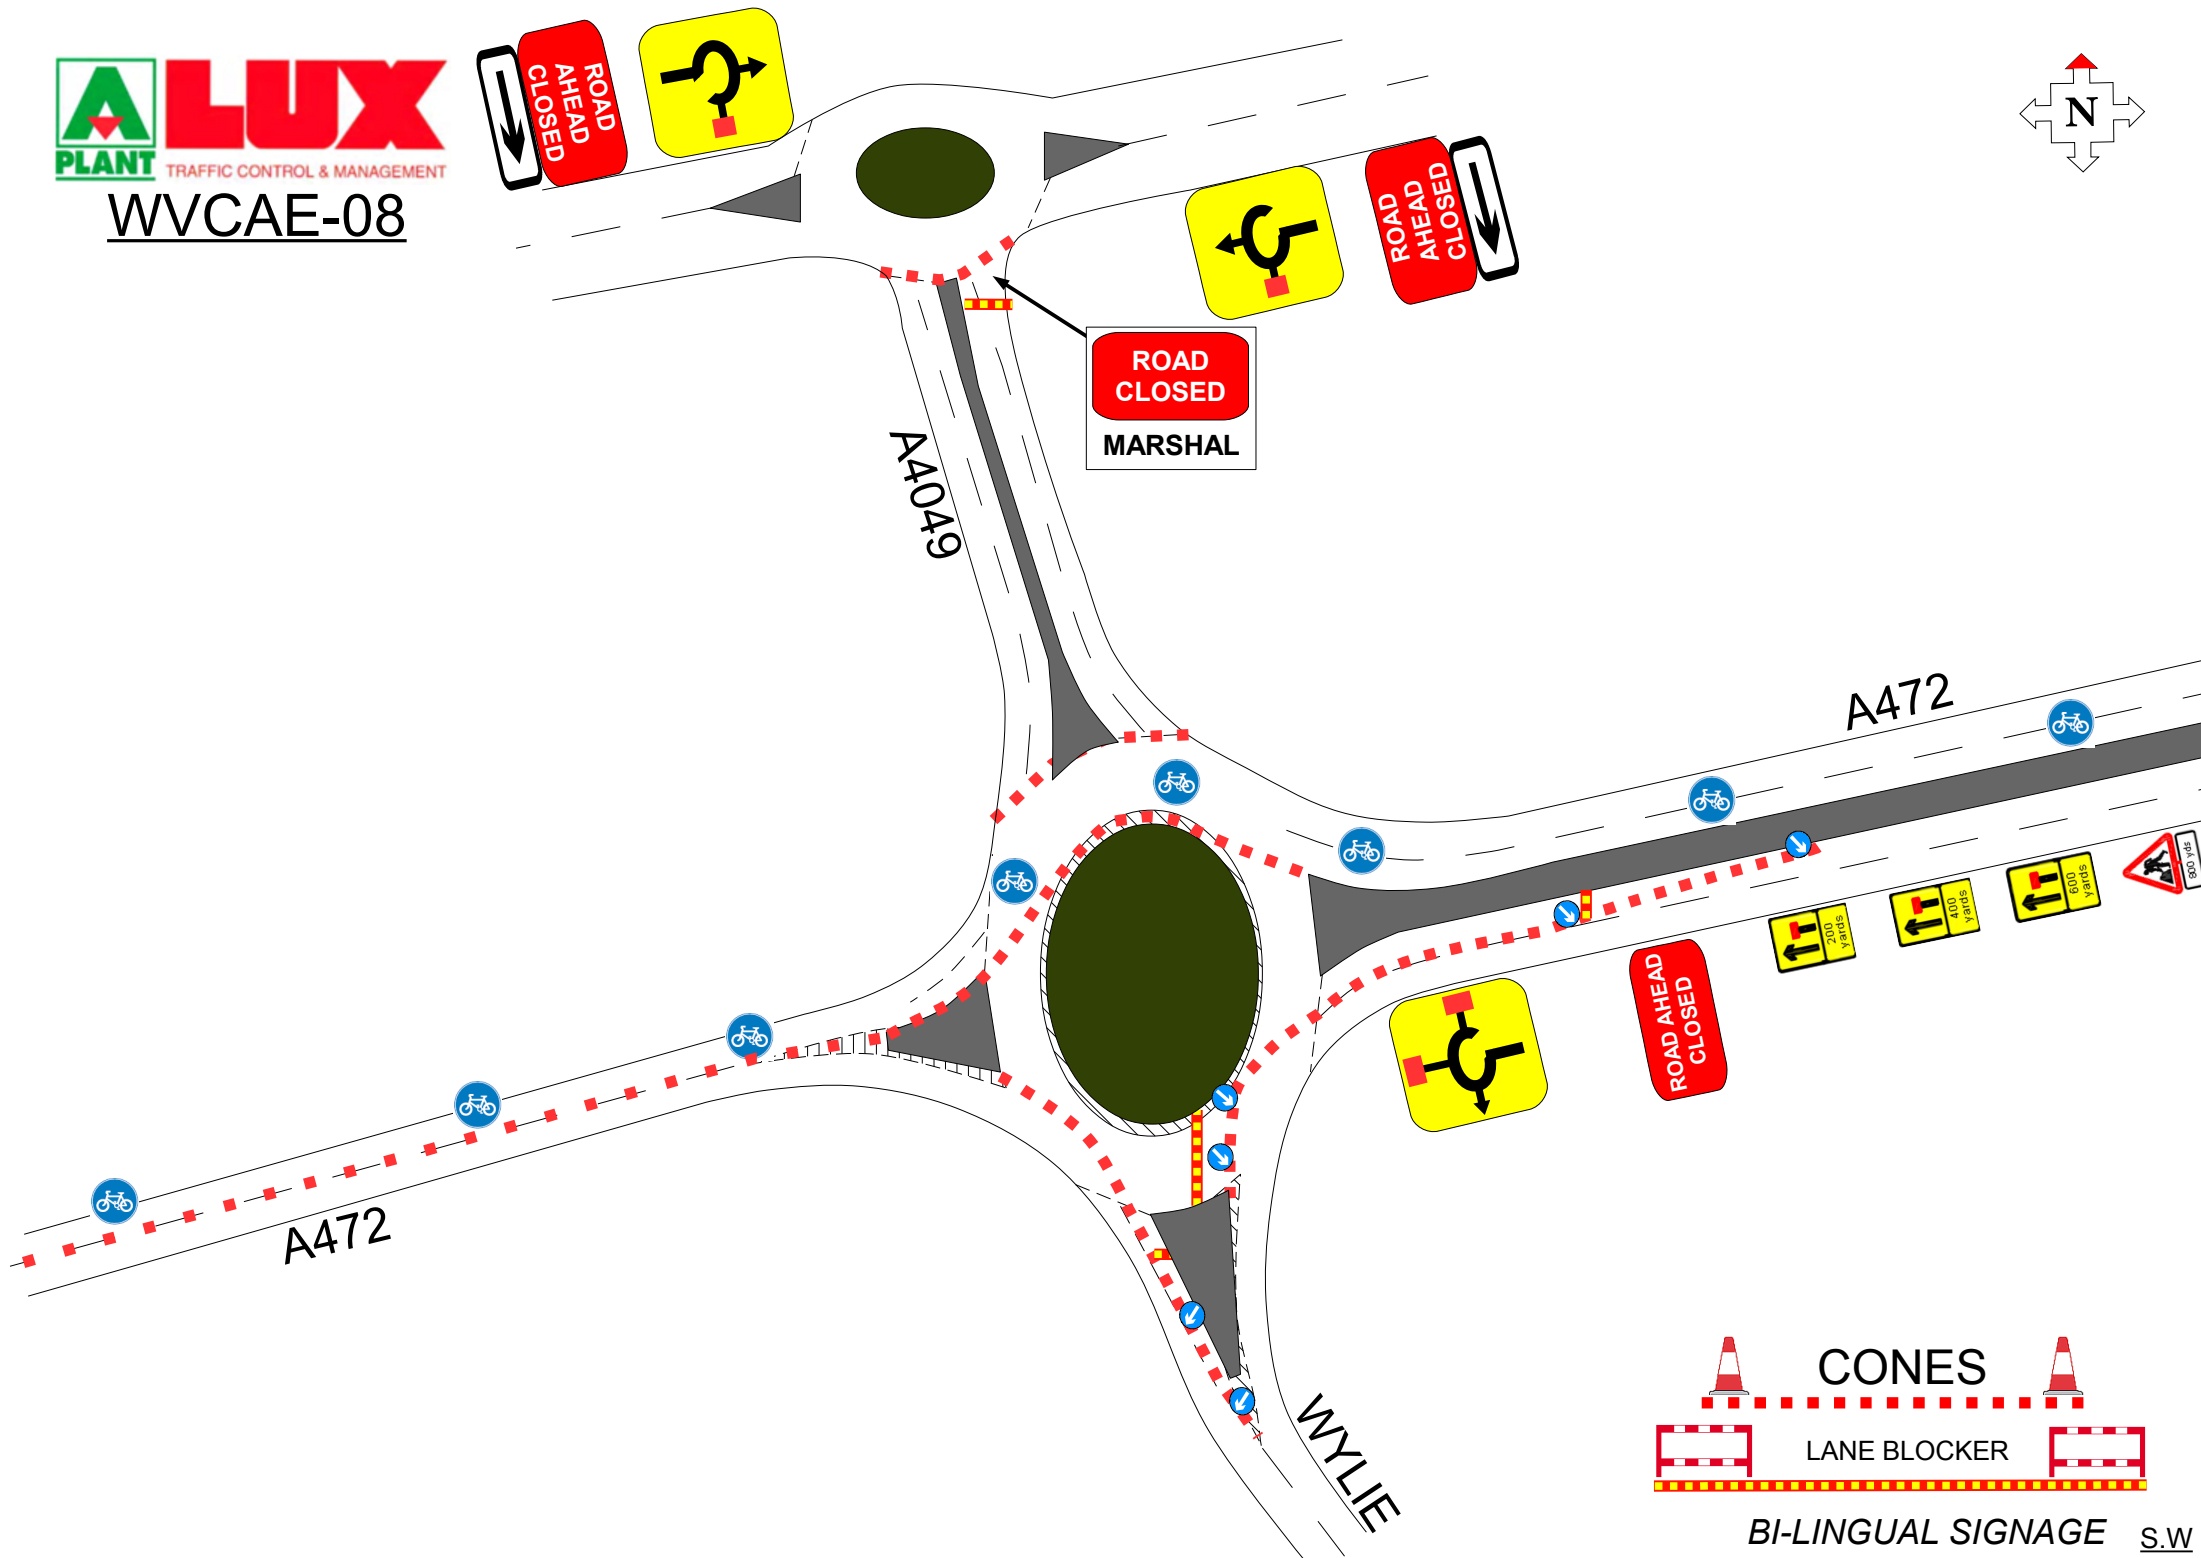 A
PLANT
LUX
TRAFFIC CONTROL & MANAGEMENT
WVCAE-08
ROAD
AHEAD
CLOSED
N
ROAD
AHEAD
CLOSED
ROAD
CLOSED
MARSHAL
A4049
A472
800 yds
600
yards
400
yards
200
yards
ROAD AHEAD
CLOSED
A472
WYLIE
CONES
LANE BLOCKER
BI-LINGUAL SIGNAGE
S.W